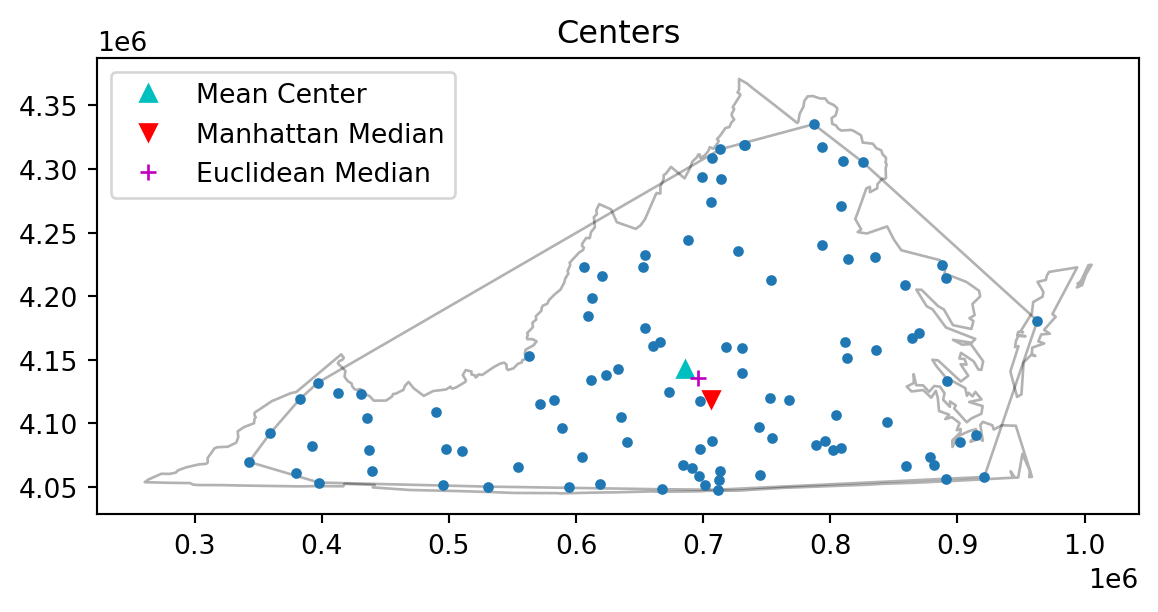 Centers
1e6
Mean Center
Manhattan Median
Euclidean Median
4.35
4.30
4.25
4.20
4.15
4.10
4.05
0.3 0.4 0.5 0.6 0.7 0.8 0.9 1.0
1e6